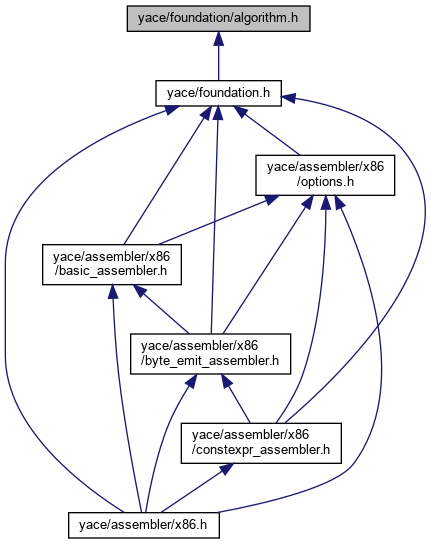 yace/foundation/algorithm.h
yace/foundation.h
yace/assembler/x86
/options.h
yace/assembler/x86
/basic_assembler.h
yace/assembler/x86
/byte_emit_assembler.h
yace/assembler/x86
/constexpr_assembler.h
yace/assembler/x86.h